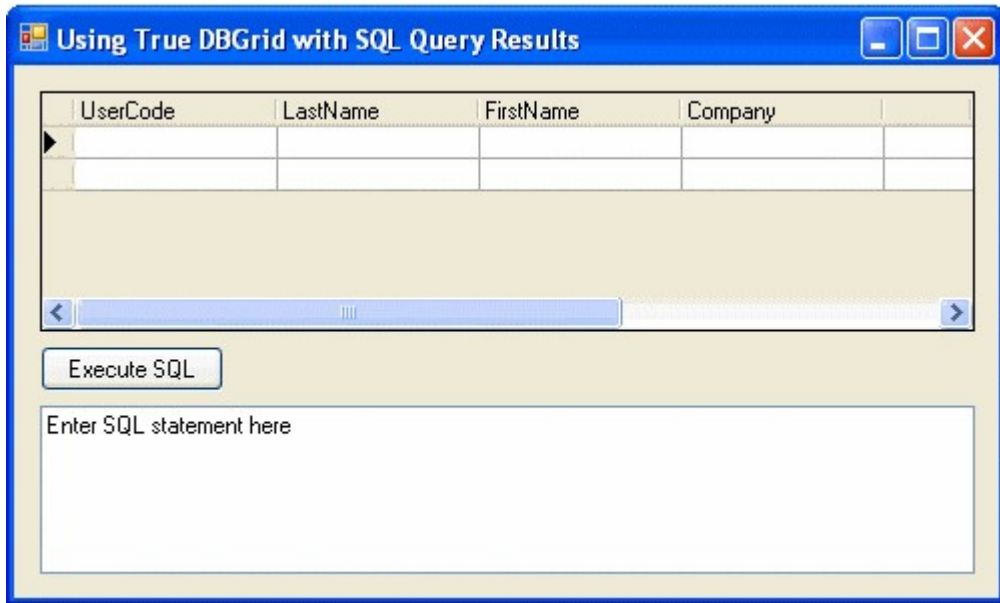 Using True DBGrid with SQL Query Results
UserCode LastName FirstName Company
Execute SQL
Enter SQL statement here